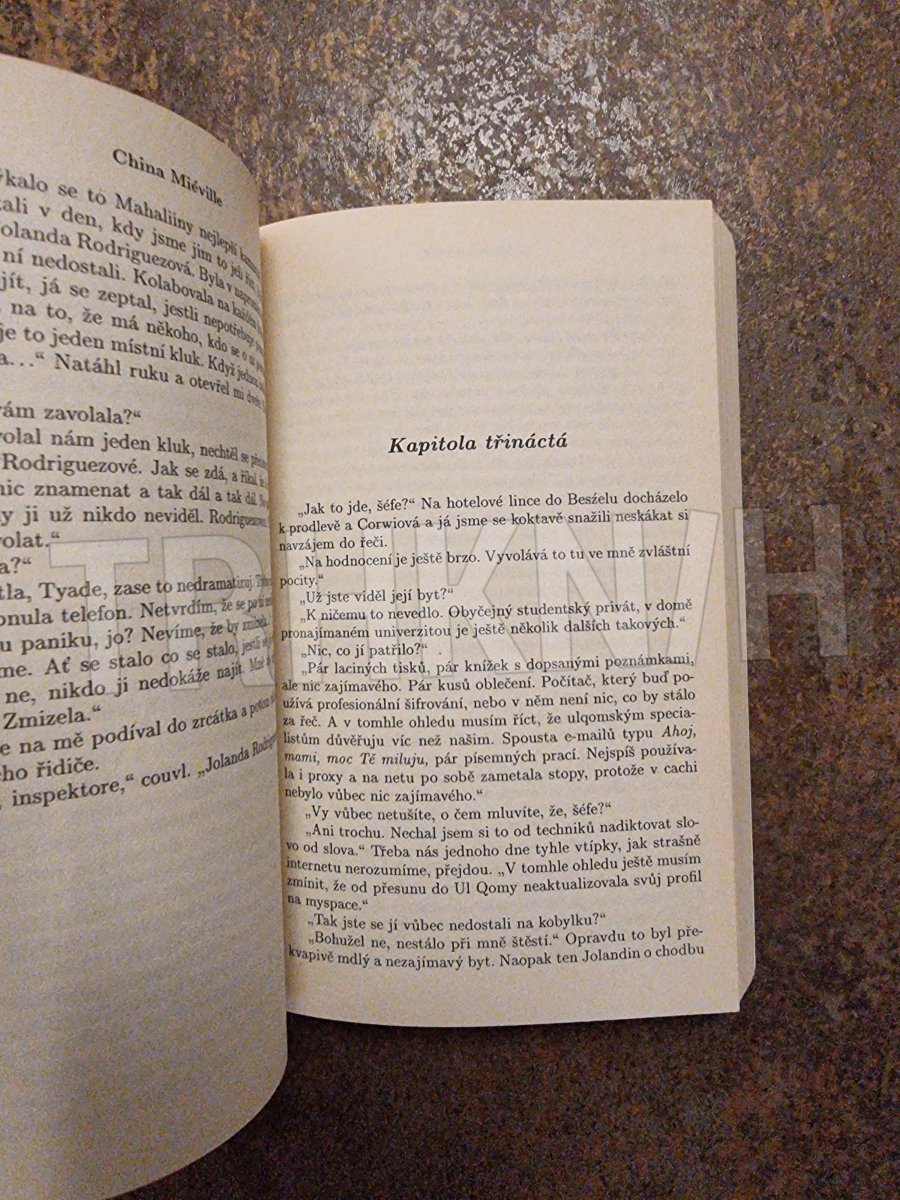 China Miéville
ýkalo se to Mahaliiny nejlepší
kali v den, kdy jsme jim to jeli
Jolanda Rodriguezová. Byla v
ní nedostali. Kolabovala na každém
 jít, já se zeptal, jestli nepotřebuje
, na to, že má někoho, kdo se o
je to jeden místní kluk. Když
a…“ Natáhl ruku a otevřel mi
vám zavolala?“
volal nám jeden kluk, nechtěl se
Rodriguezové. Jak se zdá, a říkal,
nic znamenat a tak dál a tak dál.
y ji už nikdo neviděl.
volat.“
a?“
tla, Tyade, zase to nedramatizuj.
onula telefon. Netvrdím, že se
u paniku, jo? Nevíme, že by
me. Ať se stalo co se stalo, jestli
ne, nikdo ji nedokáže najít.
Zmizela.“
e na mě podíval do zrcátka a
ého řidiče.
, inspektore,“ couvl. „Jolanda
Kapitola třináctá
„Jak to jde, šéfe?“ Na hotelové lince do Besźelu docházelo
k prodlevě a Corwiová a já jsme se koktavě snažili neskákat si
navzájem do řeči.
„Na hodnocení je ještě brzo. Vyvolává to tu ve mně zvláštní
pocity.“
„Už jste viděl její byt?“
„K ničemu to nevedlo. Obyčejný studentský privát, v domě
pronajímaném univerzitou je ještě několik dalších takových.“
„Nic, co jí patřilo?“
„Pár laciných tisků, pár knížek s dopsanými poznámkami,
ale nic zajímavého. Pár kusů oblečení. Počítač, který buď po-
užívá profesionální šifrování, nebo v něm není nic, co by stálo
za řeč. A v tomhle ohledu musím říct, že ulqomským specia-
listům důvěřuju víc než našim. Spousta e-mailů typu Ahoj,
mami, moc Tě miluju, pár písemných prací. Nejspíš používa-
la i proxy a na netu po sobě zametala stopy, protože v cachi
nebylo vůbec nic zajímavého.“
„Vy vůbec netušíte, o čem mluvíte, že, šéfe?“
„Ani trochu. Nechal jsem si to od techniků nadiktovat slo-
vo od slova.“ Třeba nás jednoho dne tyhle vtípky, jak strašně
internetu nerozumíme, přejdou. „V tomhle ohledu ještě musím
zmínit, že od přesunu do Ul Qomy neaktualizovala svůj profil
na myspace.“
„Tak jste se jí vůbec nedostali na kobylku?“
„Bohužel ne, nestálo při mně štěstí.“ Opravdu to byl pře-
kvapivě mdlý a nezajímavý byt. Naopak ten Jolandin o chodbu